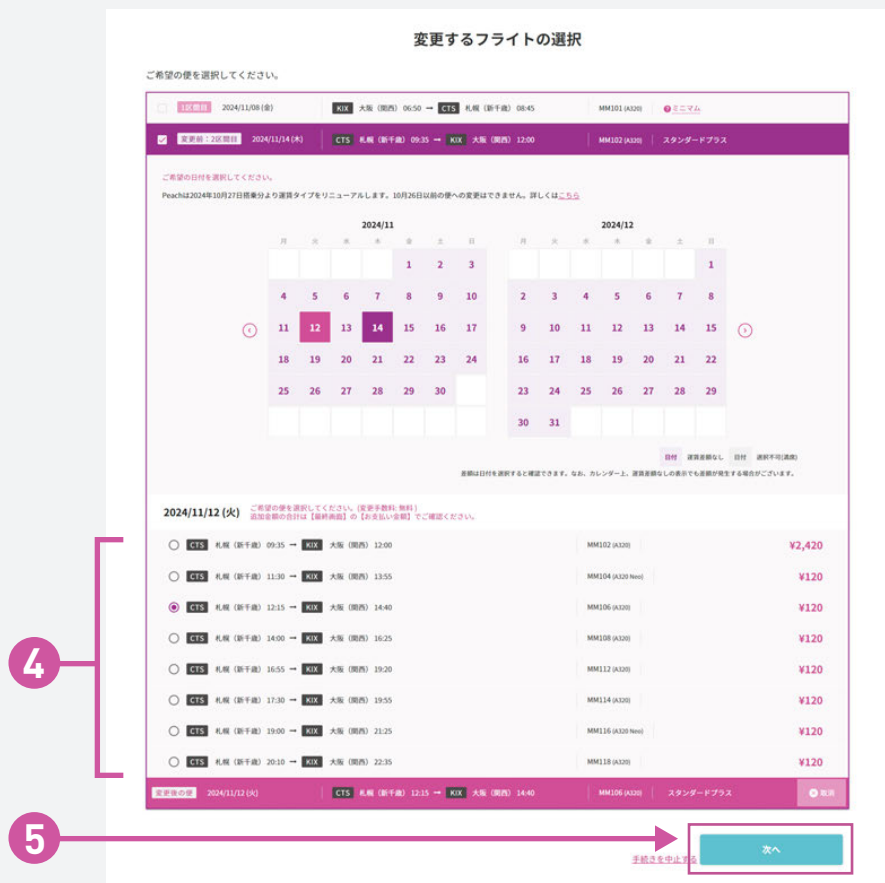 変更するフライトの選択
ご希望の便を選択してください。
1区間目 2024/11/08 (金) KIX 大阪（関西）06:50 → CTS 札幌（新千歳）08:45 MM101 (A320) ミニマム
変更前：2区間目 2024/11/14 (木) CTS 札幌（新千歳）09:35 → KIX 大阪（関西）12:00 MM102 (A320) スタンダードプラス
ご希望の日付を選択してください。
Peachは2024年10月27日搭乗分より運賃タイプをリニューアルします。10月26日以前の便への変更はできません。詳しくはこちら
2024/11
月 火 水 木 金 土 日
1 2 3
4 5 6 7 8 9 10
11 12 13 14 15 16 17
18 19 20 21 22 23 24
25 26 27 28 29 30
2024/12
月 火 水 木 金 土 日
1
2 3 4 5 6 7 8
9 10 11 12 13 14 15
16 17 18 19 20 21 22
23 24 25 26 27 28 29
30 31
日付 運賃差額なし 日付 選択不可(満席)
差額は日付を選択すると確認できます。なお、カレンダー上、運賃差額なしの表示でも差額が発生する場合がございます。
2024/11/12 (火) ご希望の便を選択してください。(変更手数料: 無料 )
追加金額の合計は【最終画面】の【お支払い金額】でご確認ください。
CTS 札幌（新千歳）09:35 → KIX 大阪（関西）12:00 MM102 (A320) ¥2,420
CTS 札幌（新千歳）11:30 → KIX 大阪（関西）13:55 MM104 (A320 Neo) ¥120
CTS 札幌（新千歳）12:15 → KIX 大阪（関西）14:40 MM106 (A320) ¥120
CTS 札幌（新千歳）14:00 → KIX 大阪（関西）16:25 MM108 (A320) ¥120
CTS 札幌（新千歳）16:55 → KIX 大阪（関西）19:20 MM112 (A320) ¥120
CTS 札幌（新千歳）17:30 → KIX 大阪（関西）19:55 MM114 (A320) ¥120
CTS 札幌（新千歳）19:00 → KIX 大阪（関西）21:25 MM116 (A320 Neo) ¥120
CTS 札幌（新千歳）20:10 → KIX 大阪（関西）22:35 MM118 (A320) ¥120
4
変更後の便 2024/11/12 (火) CTS 札幌（新千歳）12:15 → KIX 大阪（関西）14:40 MM106 (A320) スタンダードプラス 取消
5
手続きを中止する
次へ